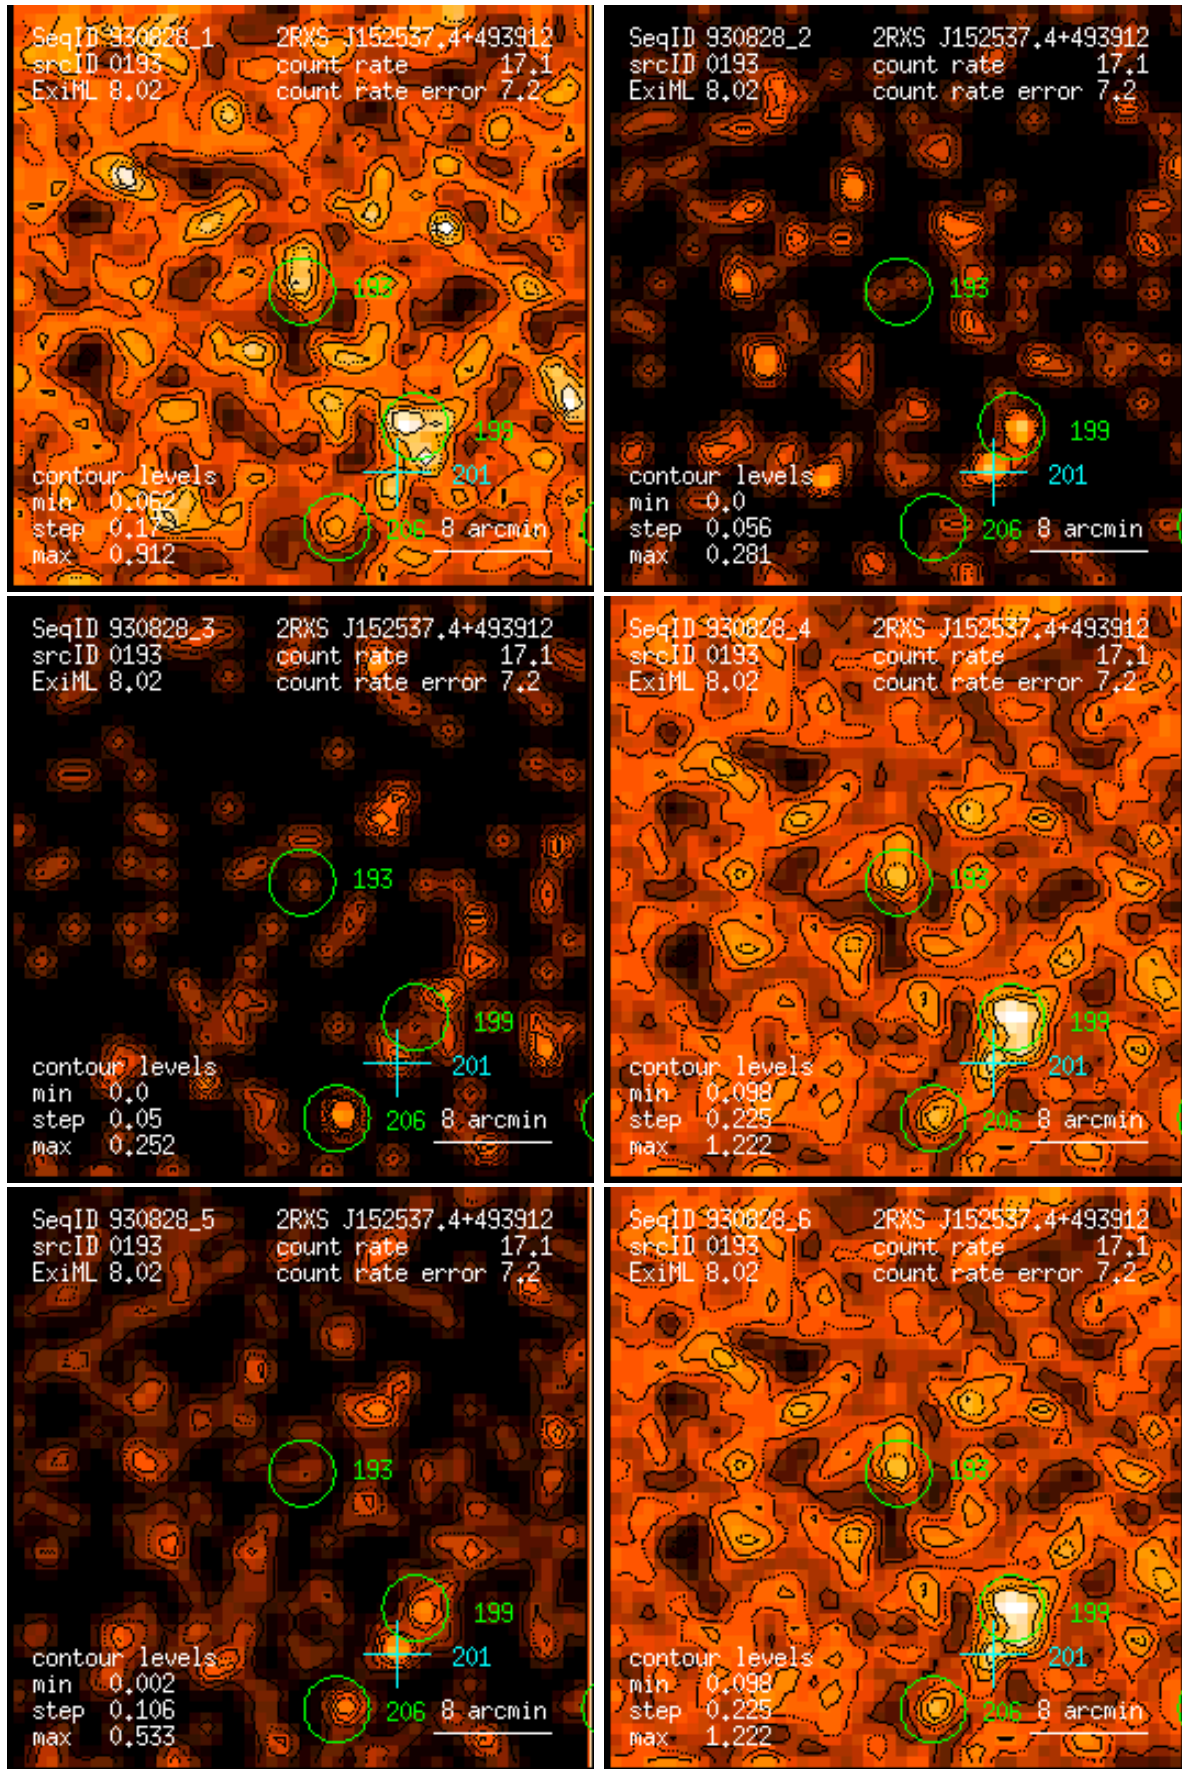 SeqID 930828_1 2RXS J152537.4+493912
srcID 0193 count rate 17.1
ExiML 8.02 count rate error 7.2
193
199
contour levels 201
min 0.062
step 0.17 206 8 arcmin
max 0.912
SeqID 930828_2 2RXS J152537.4+493912
srcID 0193 count rate 17.1
ExiML 8.02 count rate error 7.2
193
199
contour levels 201
min 0.0
step 0.056 206 8 arcmin
max 0.281
SeqID 930828_3 2RXS J152537.4+493912
srcID 0193 count rate 17.1
ExiML 8.02 count rate error 7.2
193
199
contour levels 201
min 0.0
step 0.05 206 8 arcmin
max 0.252
SeqID 930828_4 2RXS J152537.4+493912
srcID 0193 count rate 17.1
ExiML 8.02 count rate error 7.2
193
199
contour levels 201
min 0.098
step 0.225 206 8 arcmin
max 1.222
SeqID 930828_5 2RXS J152537.4+493912
srcID 0193 count rate 17.1
ExiML 8.02 count rate error 7.2
193
199
contour levels 201
min 0.002
step 0.106 206 8 arcmin
max 0.533
SeqID 930828_6 2RXS J152537.4+493912
srcID 0193 count rate 17.1
ExiML 8.02 count rate error 7.2
193
199
contour levels 201
min 0.098
step 0.225 206 8 arcmin
max 1.222